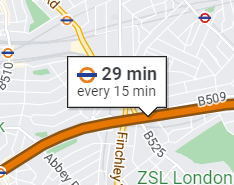 d
B510
29 min
every 15 min
B509
K
Abbey
Finchley
B525
ZSL London